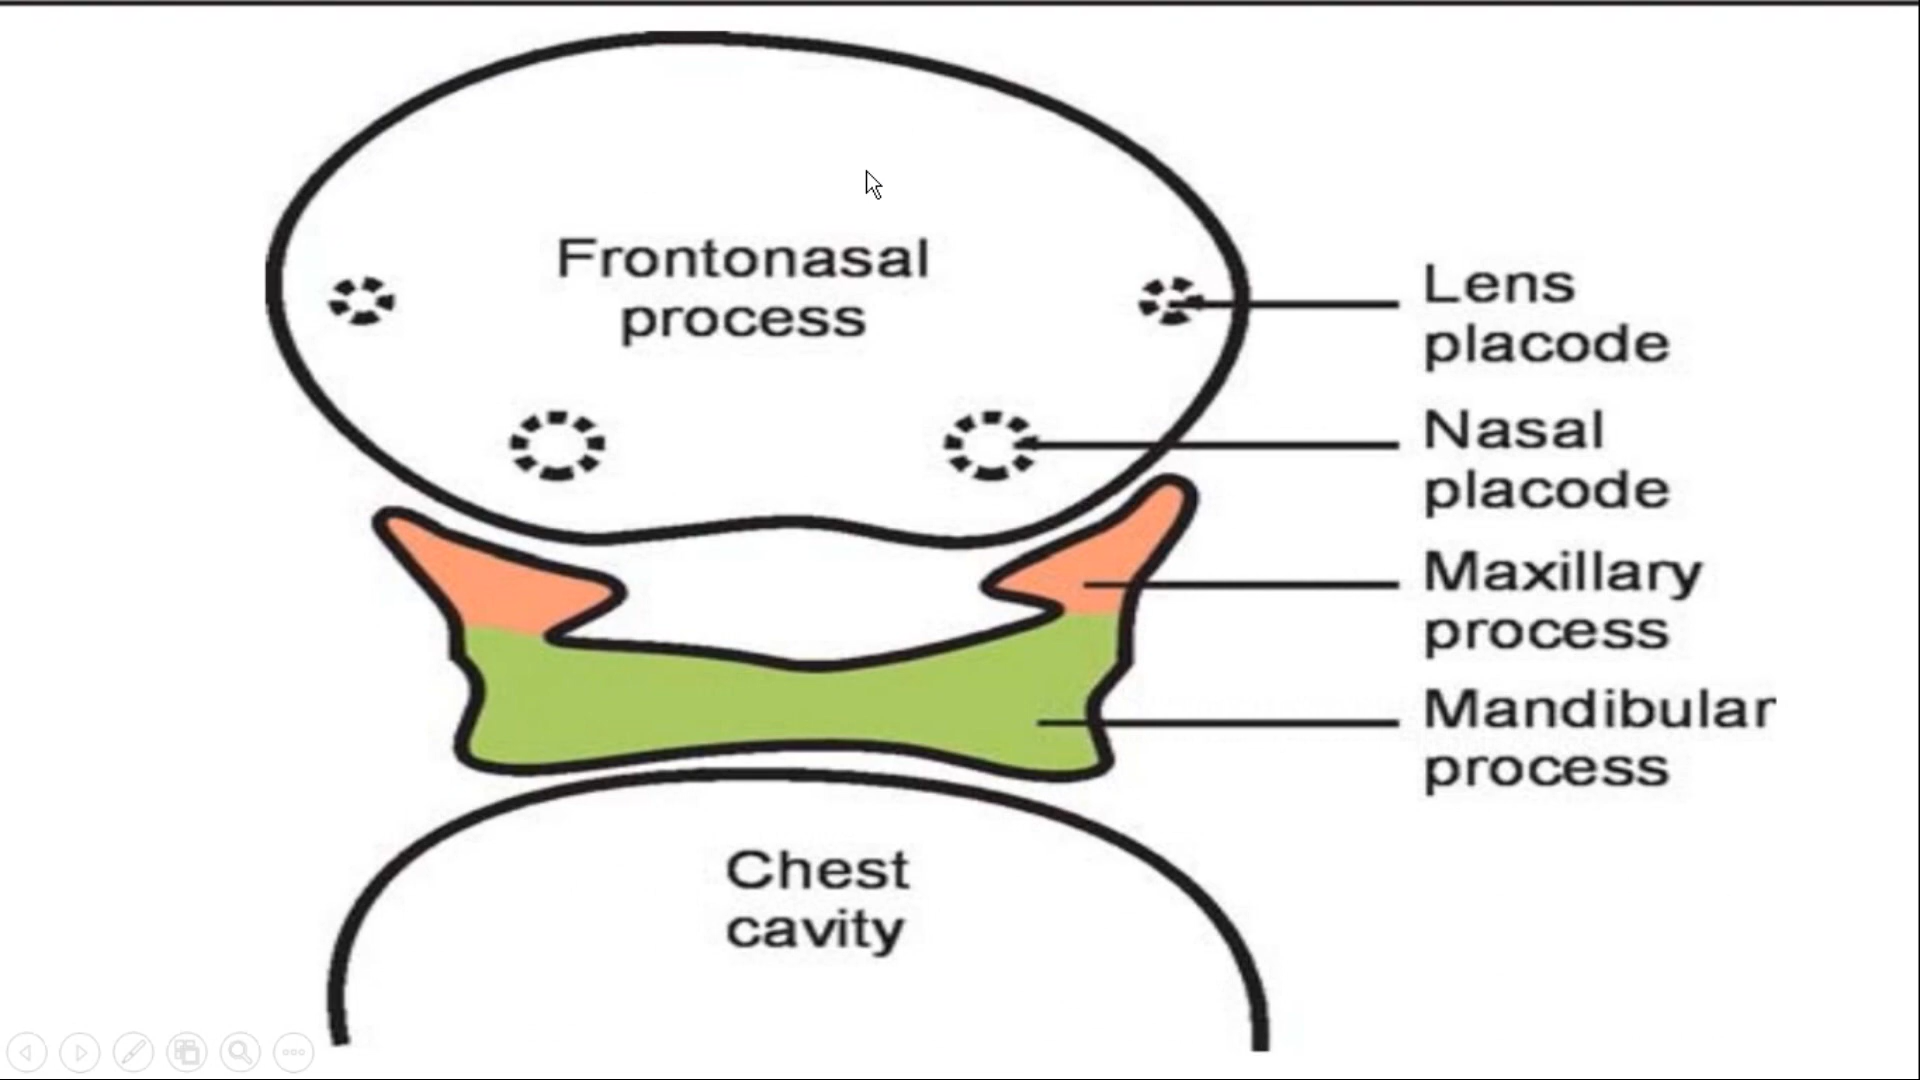 Frontonasal
process
Lens
placode
Nasal
placode
Maxillary
process
Mandibular
process
Chest
cavity